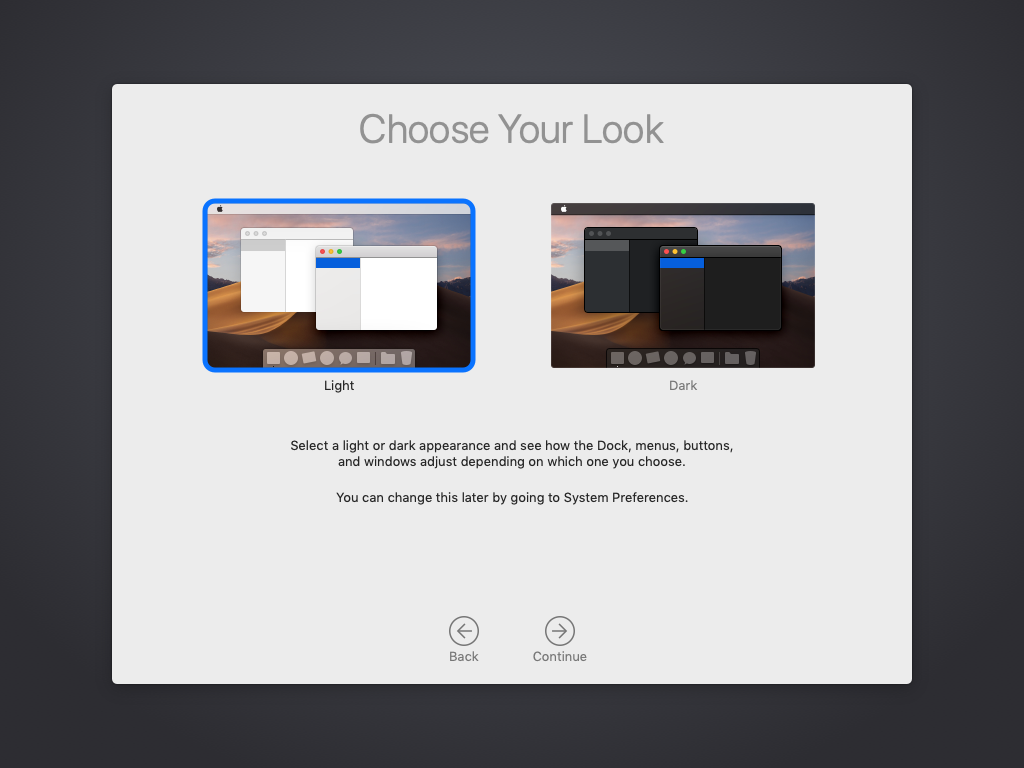 Choose Your Look
Light
Dark
Select a light or dark appearance and see how the Dock, menus, buttons,
and windows adjust depending on which one you choose.
You can change this later by going to System Preferences.
Back
Continue